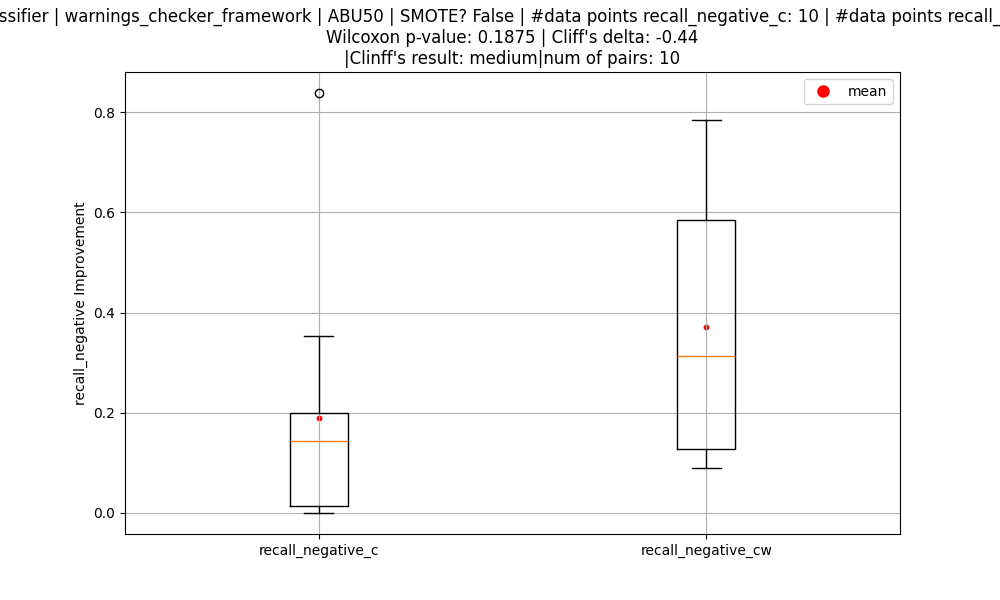 ssifier | warnings_checker_framework | ABU50 | SMOTE? False | #data points recall_negative_c: 10 | #data points recall_
Wilcoxon p-value: 0.1875 | Cliff's delta: -0.44
|Clinff's result: medium|num of pairs: 10
mean
0.8
0.6
0.4
0.2
0.0
recall_negative Improvement
recall_negative_c
recall_negative_cw